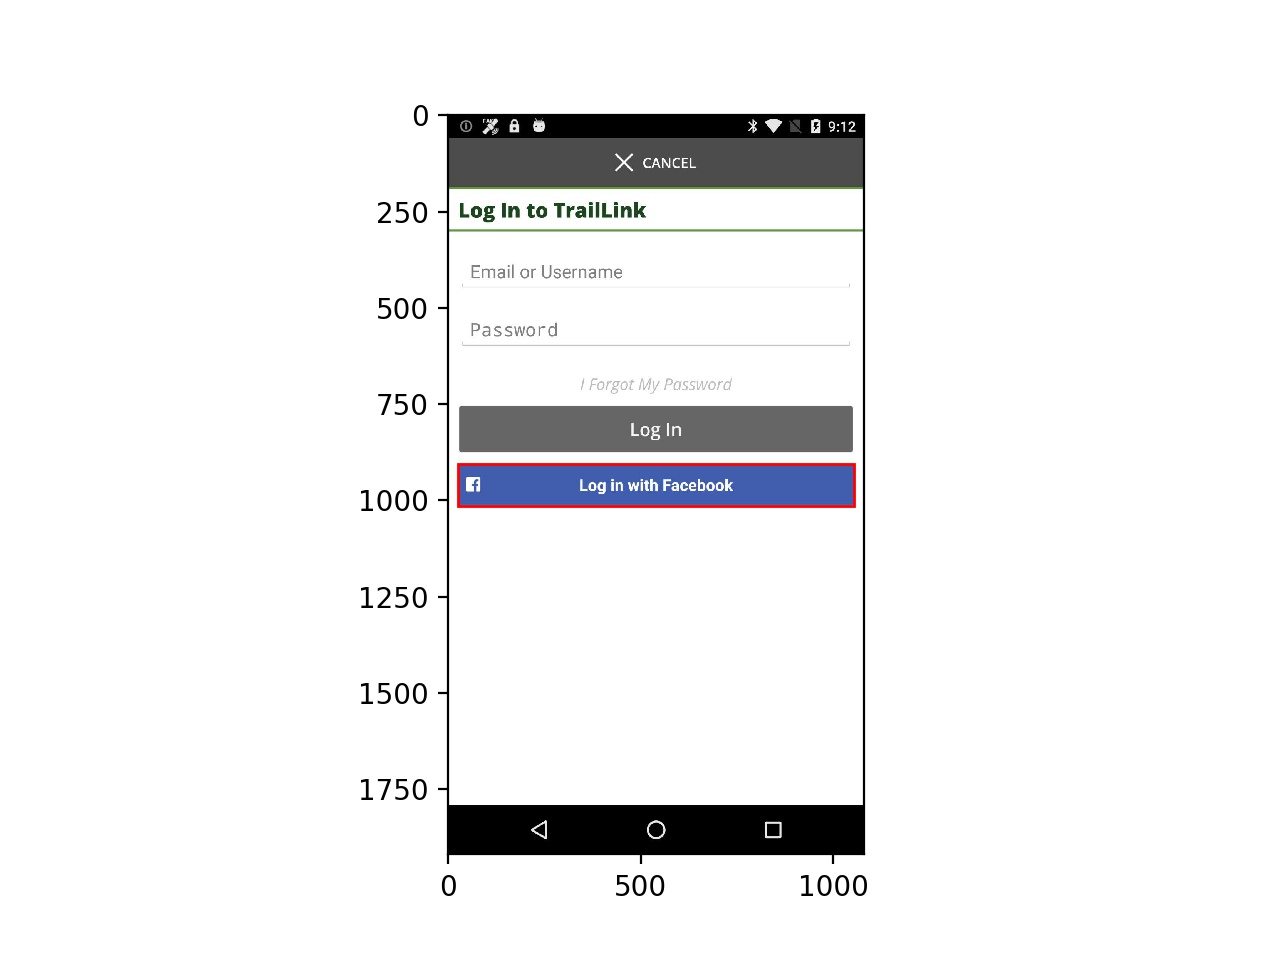 0
9:12
CANCEL
250
Log In to TrailLink
Email or Username
500
Password
750
I Forgot My Password
Log In
1000
Log in with Facebook
1250
1500
1750
0
500
1000